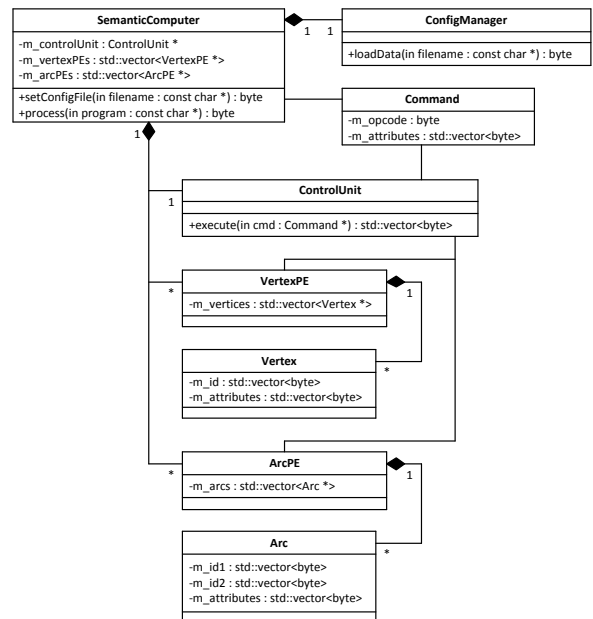 SemanticComputer
-m_controlUnit : ControlUnit *
-m_vertexPEs : std::vector<VertexPE *>
-m_arcPEs : std::vector<ArcPE *>
+setConfigFile(in filename : const char *) : byte
+process(in program : const char *) : byte
1
1
1
ConfigManager
+loadData(in filename : const char *) : byte
Command
-m_opcode : byte
-m_attributes : std::vector<byte>
1
ControlUnit
+execute(in cmd : Command *) : std::vector<byte>
*
VertexPE
-m_vertices : std::vector<Vertex *>
1
Vertex
-m_id : std::vector<byte>
-m_attributes : std::vector<byte>
*
*
ArcPE
-m_arcs : std::vector<Arc *>
1
Arc
-m_id1 : std::vector<byte>
-m_id2 : std::vector<byte>
-m_attributes : std::vector<byte>
*